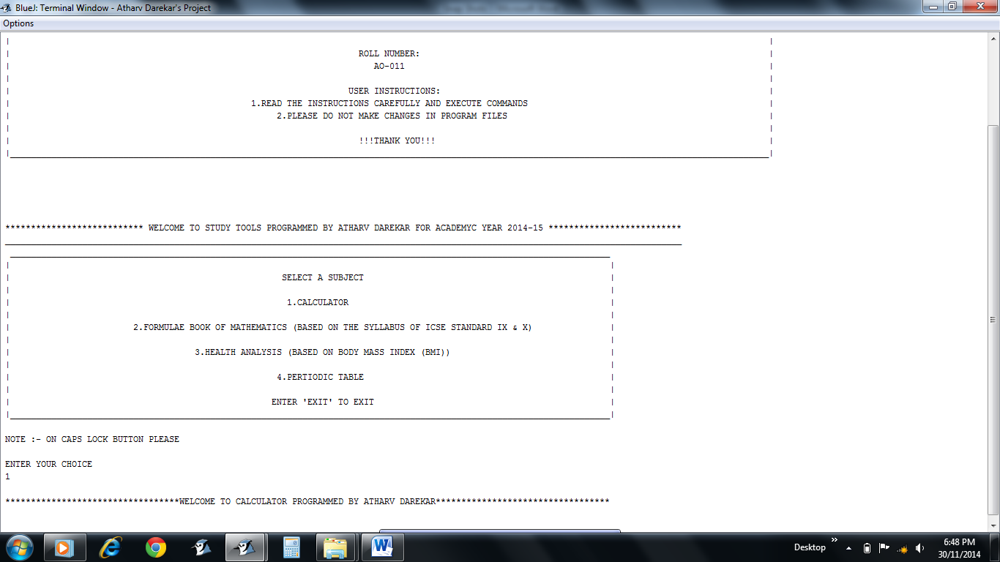 BlueJ: Terminal Window - Atharv Darekar's Project
Options
ROLL NUMBER:
AO-011
USER INSTRUCTIONS:
1.READ THE INSTRUCTIONS CAREFULLY AND EXECUTE COMMANDS
2.PLEASE DO NOT MAKE CHANGES IN PROGRAM FILES
!!!THANK YOU!!!
*************************** WELCOME TO STUDY TOOLS PROGRAMMED BY ATHARV DAREKAR FOR ACADEMYC YEAR 2014-15 **************************
SELECT A SUBJECT
1.CALCULATOR
2.FORMULAE BOOK OF MATHEMATICS (BASED ON THE SYLLABUS OF ICSE STANDARD IX & X)
3.HEALTH ANALYSIS (BASED ON BODY MASS INDEX (BMI))
4.PERTIODIC TABLE
ENTER 'EXIT' TO EXIT
NOTE :- ON CAPS LOCK BUTTON PLEASE
ENTER YOUR CHOICE
1
**********************************WELCOME TO CALCULATOR PROGRAMMED BY ATHARV DAREKAR**********************************
Desktop
6:48 PM
30/11/2014